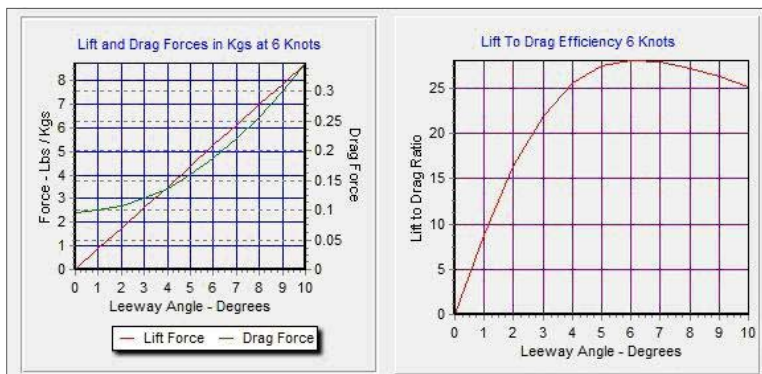 Lift and Drag Forces in Kgs at 6 Knots
Force - Lbs / Kgs
8
7
6
5
4
3
2
1
0
0.3
0.25
0.2
0.15
0.1
0.05
0
Drag Force
0 1 2 3 4 5 6 7 8 9 10
Leeway Angle - Degrees
Lift Force Drag Force
Lift To Drag Efficiency 6 Knots
Lift to Drag Ratio
25
20
15
10
5
0
0 1 2 3 4 5 6 7 8 9 10
Leeway Angle - Degrees